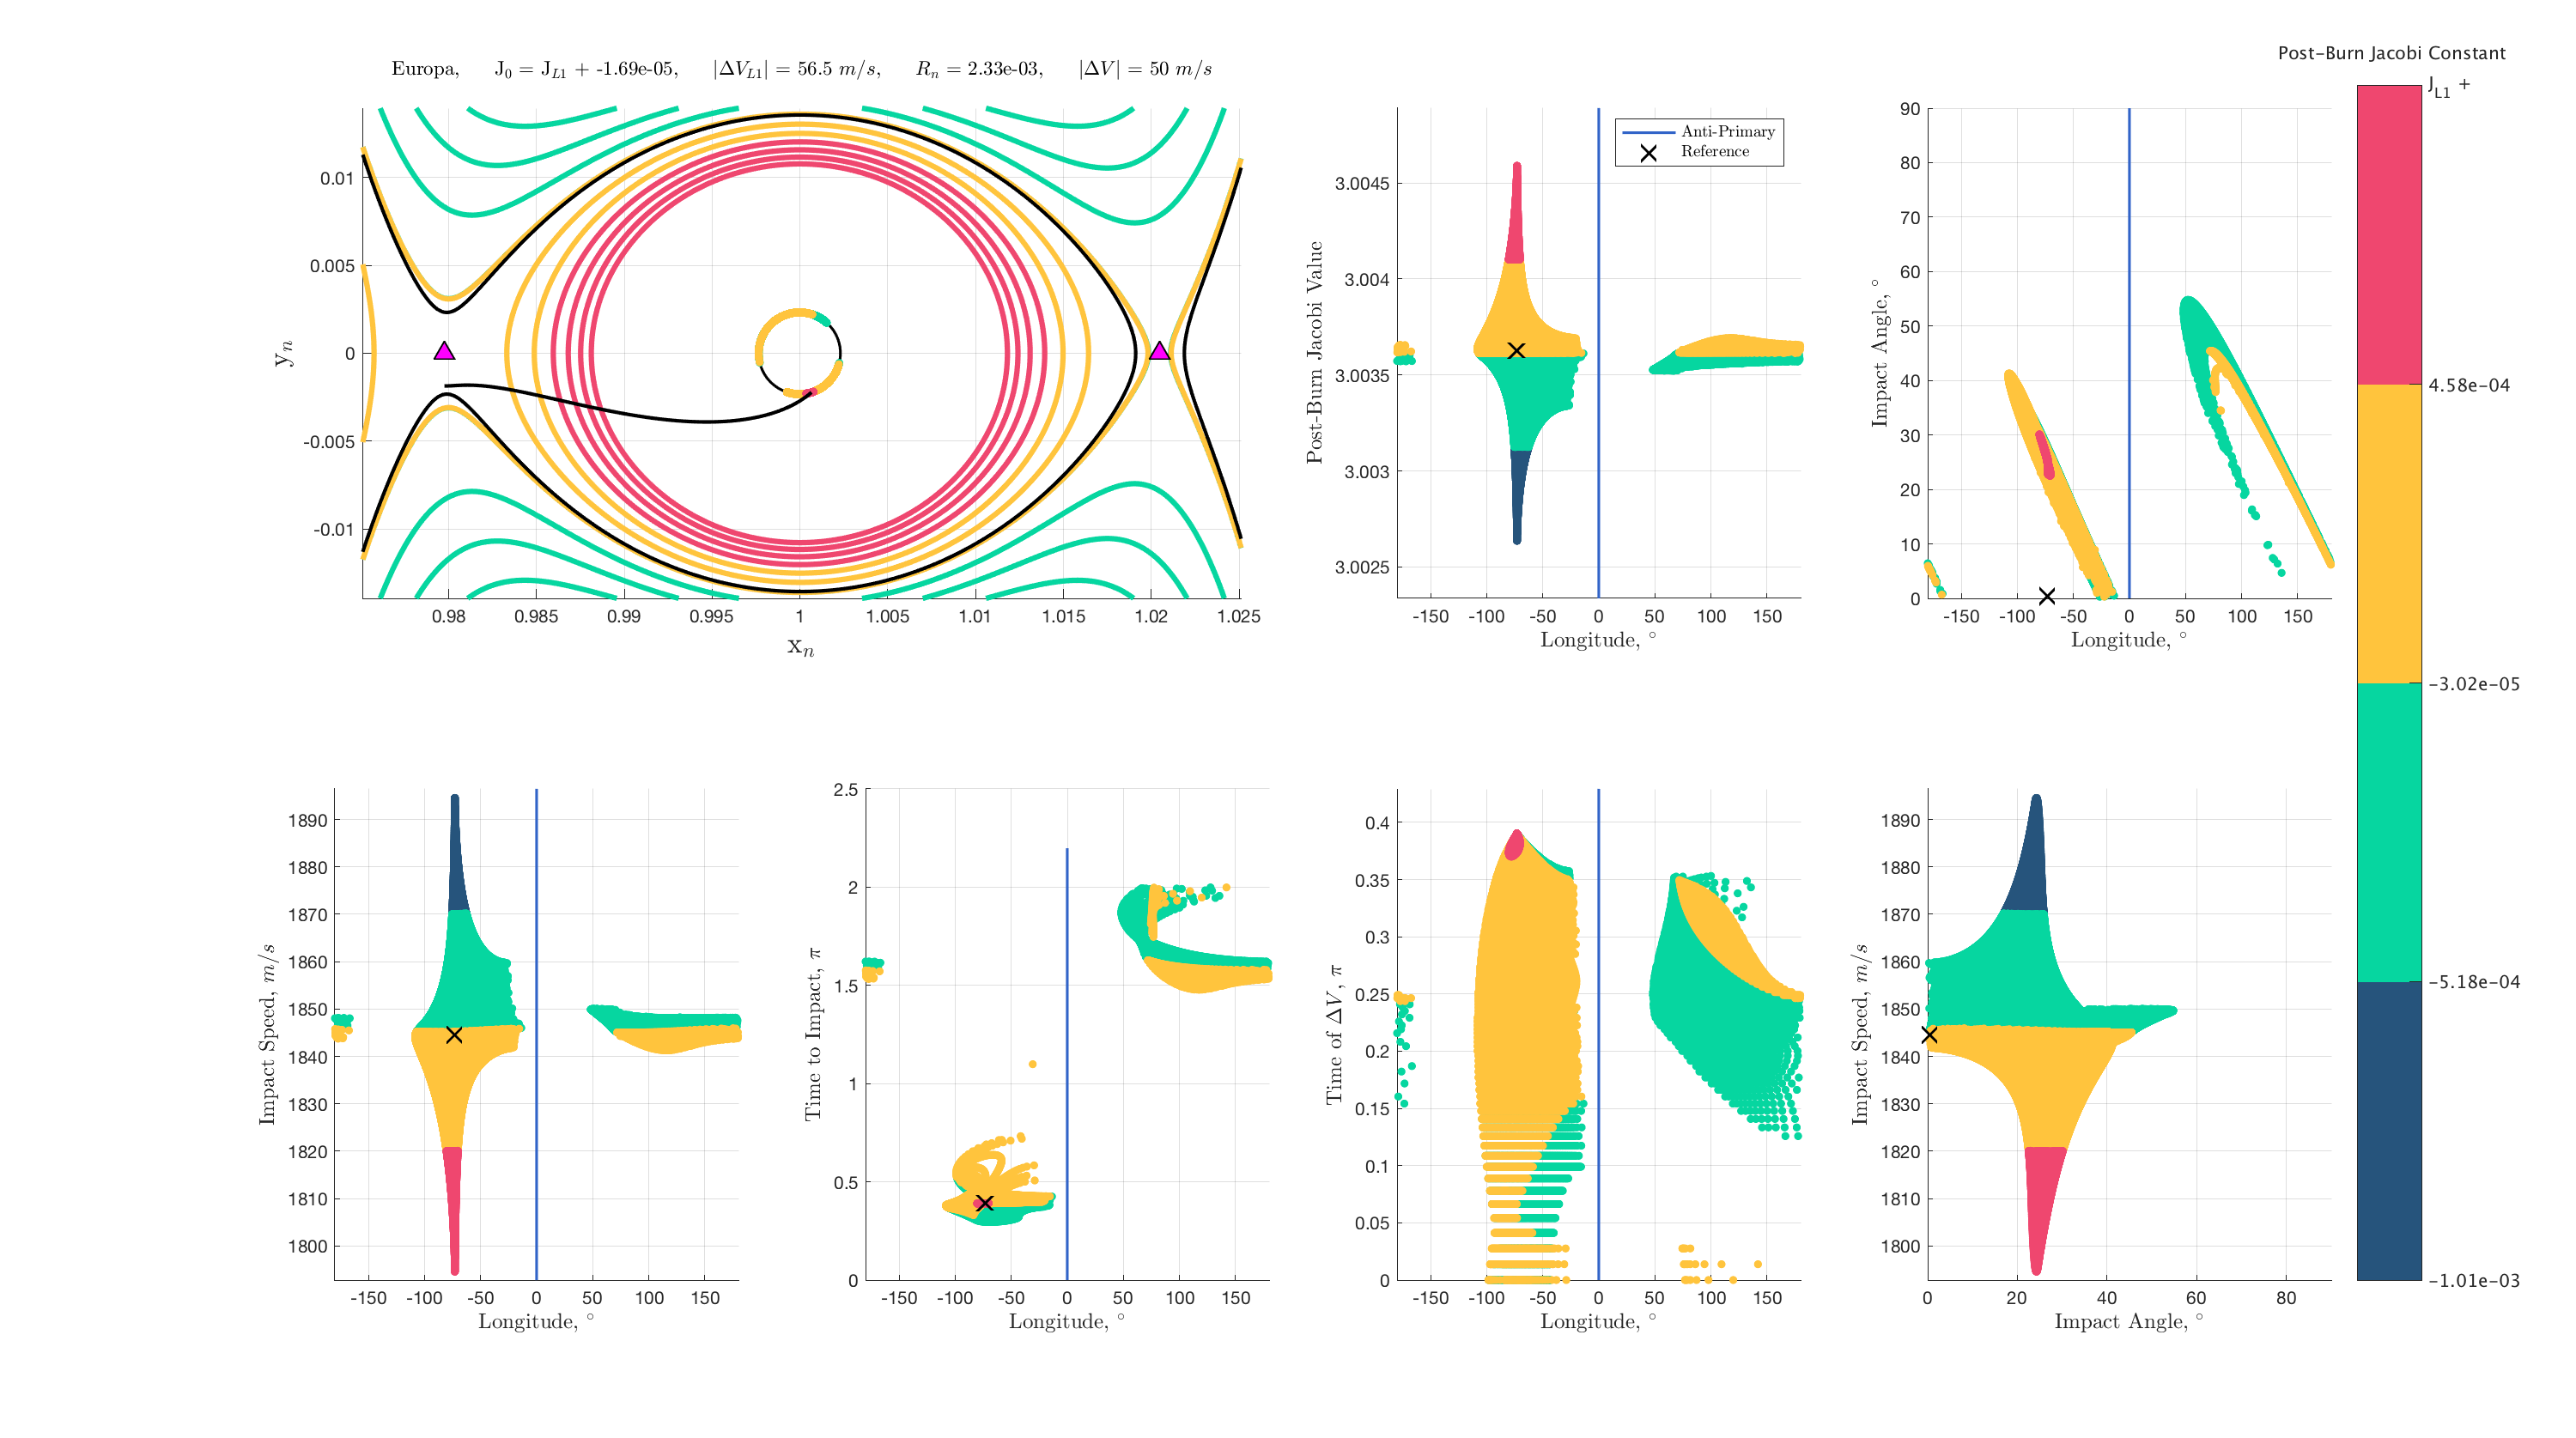 Post-Burn Jacobi Constant
Europa, J0 = JL1 + -1.69e-05, |ΔVL1| = 56.5 m/s, Rn = 2.33e-03, |ΔV| = 50 m/s
JL1 +
4.58e-04
-3.02e-05
-5.18e-04
-1.01e-03
yn
0.01
0.005
0
-0.005
-0.01
0.98 0.985 0.99 0.995 1 1.005 1.01 1.015 1.02 1.025
xn
Anti-Primary
Reference
Post-Burn Jacobi Value
3.0045
3.004
3.0035
3.003
3.0025
-150 -100 -50 0 50 100 150
Longitude, °
Impact Angle, °
90
80
70
60
50
40
30
20
10
0
-150 -100 -50 0 50 100 150
Longitude, °
Impact Speed, m/s
1890
1880
1870
1860
1850
1840
1830
1820
1810
1800
-150 -100 -50 0 50 100 150
Longitude, °
Time to Impact, π
2.5
2
1.5
1
0.5
0
-150 -100 -50 0 50 100 150
Longitude, °
Time of ΔV, π
0.4
0.35
0.3
0.25
0.2
0.15
0.1
0.05
0
-150 -100 -50 0 50 100 150
Longitude, °
Impact Speed, m/s
1890
1880
1870
1860
1850
1840
1830
1820
1810
1800
0 20 40 60 80
Impact Angle, °